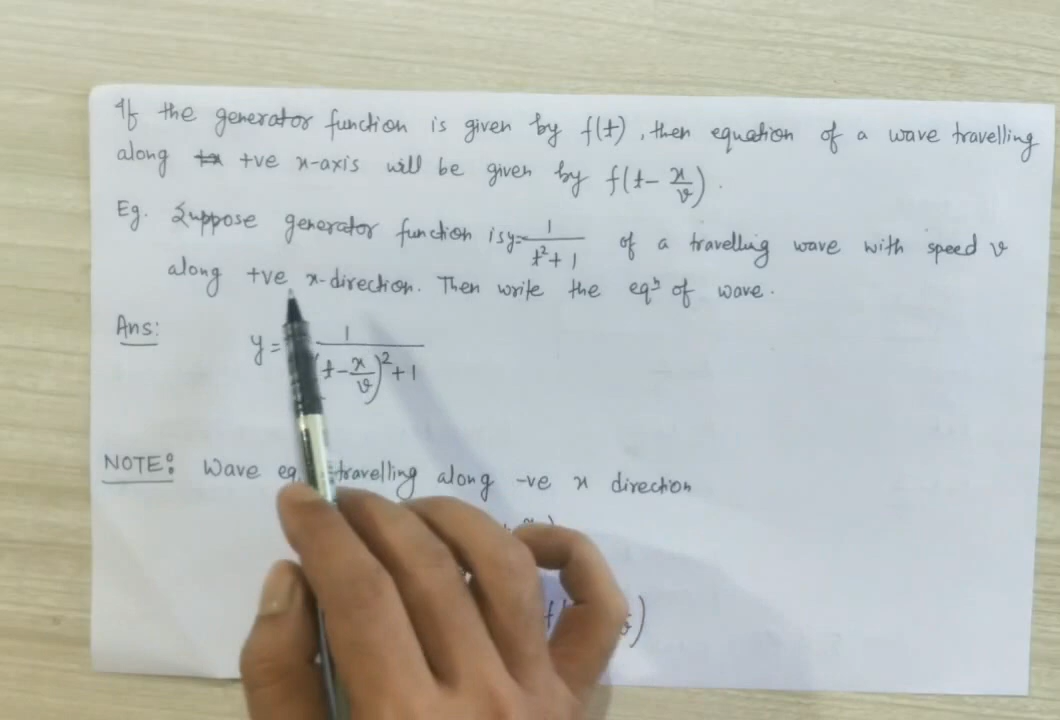 If the generator function is given by f(t), then equation of a wave travelling
along +ve x-axis will be given by f(t - x/v).
Eg. Suppose generator function is y = 1/(t²+1) of a travelling wave with speed v
along +ve x-direction. Then write the eqⁿ of wave.
Ans: y = 1/((t - x/v)²+1)
NOTE: Wave eq travelling along -ve x direction